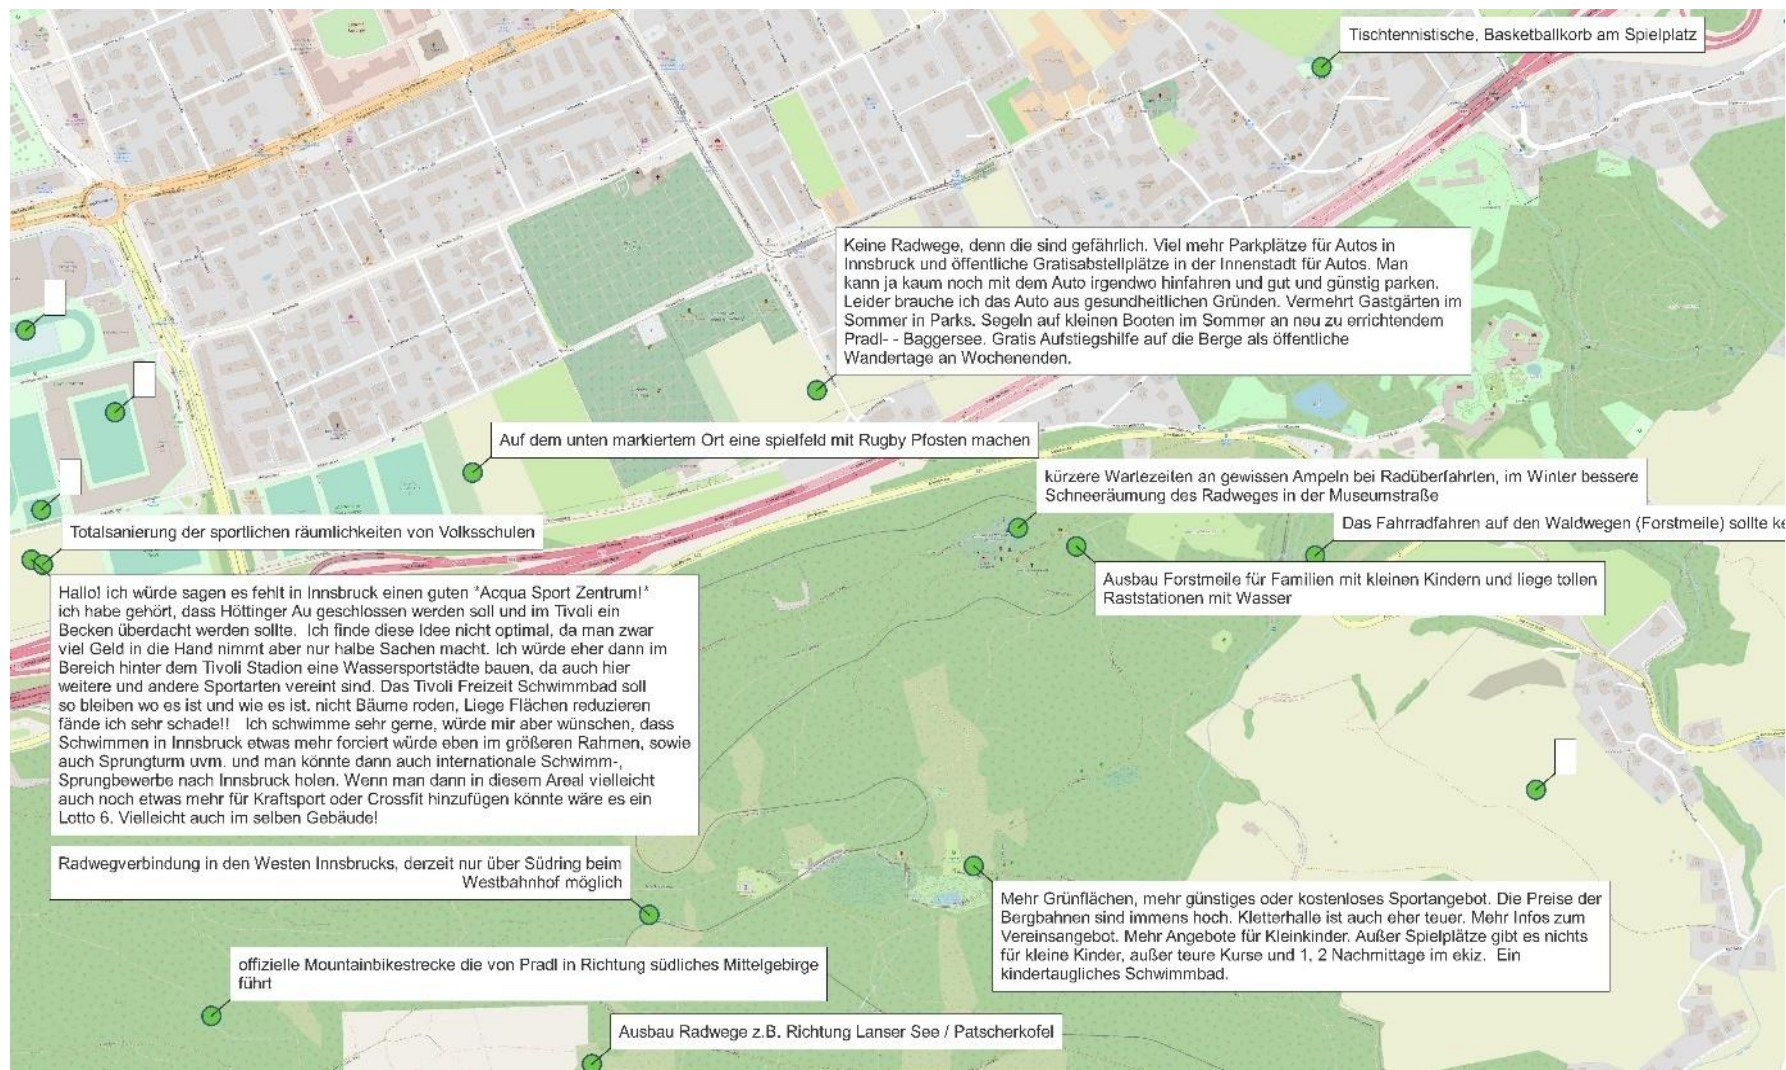 Tischtennistische, Basketballkorb am Spielplatz
Keine Radwege, denn die sind gefährlich. Viel mehr Parkplätze für Autos in
Innsbruck und öffentliche Gratisabstellplätze in der Innenstadt für Autos. Man
kann ja kaum noch mit dem Auto irgendwo hinfahren und gut und günstig parken.
Leider brauche ich das Auto aus gesundheitlichen Gründen. Vermehrt Gastgärten im
Sommer in Parks. Segeln auf kleinen Booten im Sommer an neu zu errichtendem
Pradl- - Baggersee. Gratis Aufstiegshilfe auf die Berge als öffentliche
Wandertage an Wochenenden.
Auf dem unten markiertem Ort eine spielfeld mit Rugby Pfosten machen
kürzere Wartezeiten an gewissen Ampeln bei Radüberfahrten, im Winter bessere
Schneeräumung des Radweges in der Museumstraße
Das Fahrradfahren auf den Waldwegen (Forstmeile) sollte ke
Totalsanierung der sportlichen räumlichkeiten von Volksschulen
Ausbau Forstmeile für Familien mit kleinen Kindern und liege tollen
Raststationen mit Wasser
Hallo! ich würde sagen es fehlt in Innsbruck einen guten "Acqua Sport Zentrum!"
ich habe gehört, dass Höttinger Au geschlossen werden soll und im Tivoli ein
Becken überdacht werden sollte. Ich finde diese Idee nicht optimal, da man zwar
viel Geld in die Hand nimmt aber nur halbe Sachen macht. Ich würde eher dann im
Bereich hinter dem Tivoli Stadion eine Wassersportstädte bauen, da auch hier
weitere und andere Sportarten vereint sind. Das Tivoli Freizeit Schwimmbad soll
so bleiben wo es ist und wie es ist. nicht Bäume roden, Liege Flächen reduzieren
fände ich sehr schade!! Ich schwimme sehr gerne, würde mir aber wünschen, dass
Schwimmen in Innsbruck etwas mehr forciert würde eben im größeren Rahmen, sowie
auch Sprungturm uvm. und man könnte dann auch internationale Schwimm-,
Sprungbewerbe nach Innsbruck holen. Wenn man dann in diesem Areal vielleicht
auch noch etwas mehr für Kraftsport oder Crossfit hinzufügen könnte wäre es ein
Lotto 6. Vielleicht auch im selben Gebäude!
Radwegverbindung in den Westen Innsbrucks, derzeit nur über Südring beim
Westbahnhof möglich
Mehr Grünflächen, mehr günstiges oder kostenloses Sportangebot. Die Preise der
Bergbahnen sind immens hoch. Kletterhalle ist auch eher teuer. Mehr Infos zum
Vereinsangebot. Mehr Angebote für Kleinkinder. Außer Spielplätze gibt es nichts
für kleine Kinder, außer teure Kurse und 1, 2 Nachmittage im ekiz. Ein
kindertaugliches Schwimmbad.
offizielle Mountainbikestrecke die von Pradl in Richtung südliches Mittelgebirge
führt
Ausbau Radwege z.B. Richtung Lanser See / Patscherkofel